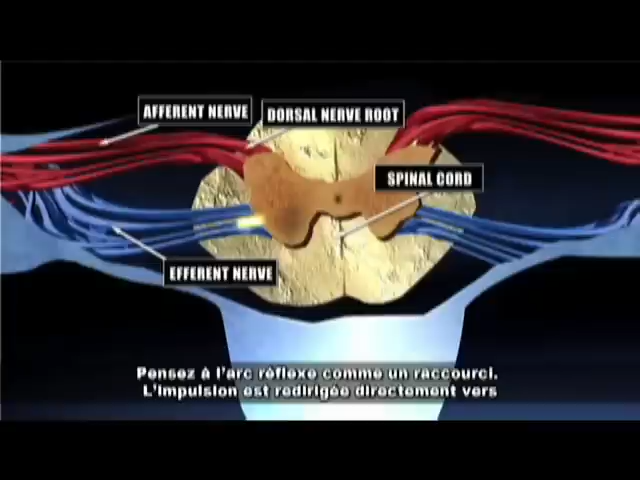 AFFERENT NERVE
DORSAL NERVE ROOT
SPINAL CORD
EFFERENT NERVE
Pensez à l'arc réflexe comme un raccourci.
L'impulsion est redirigée directement vers